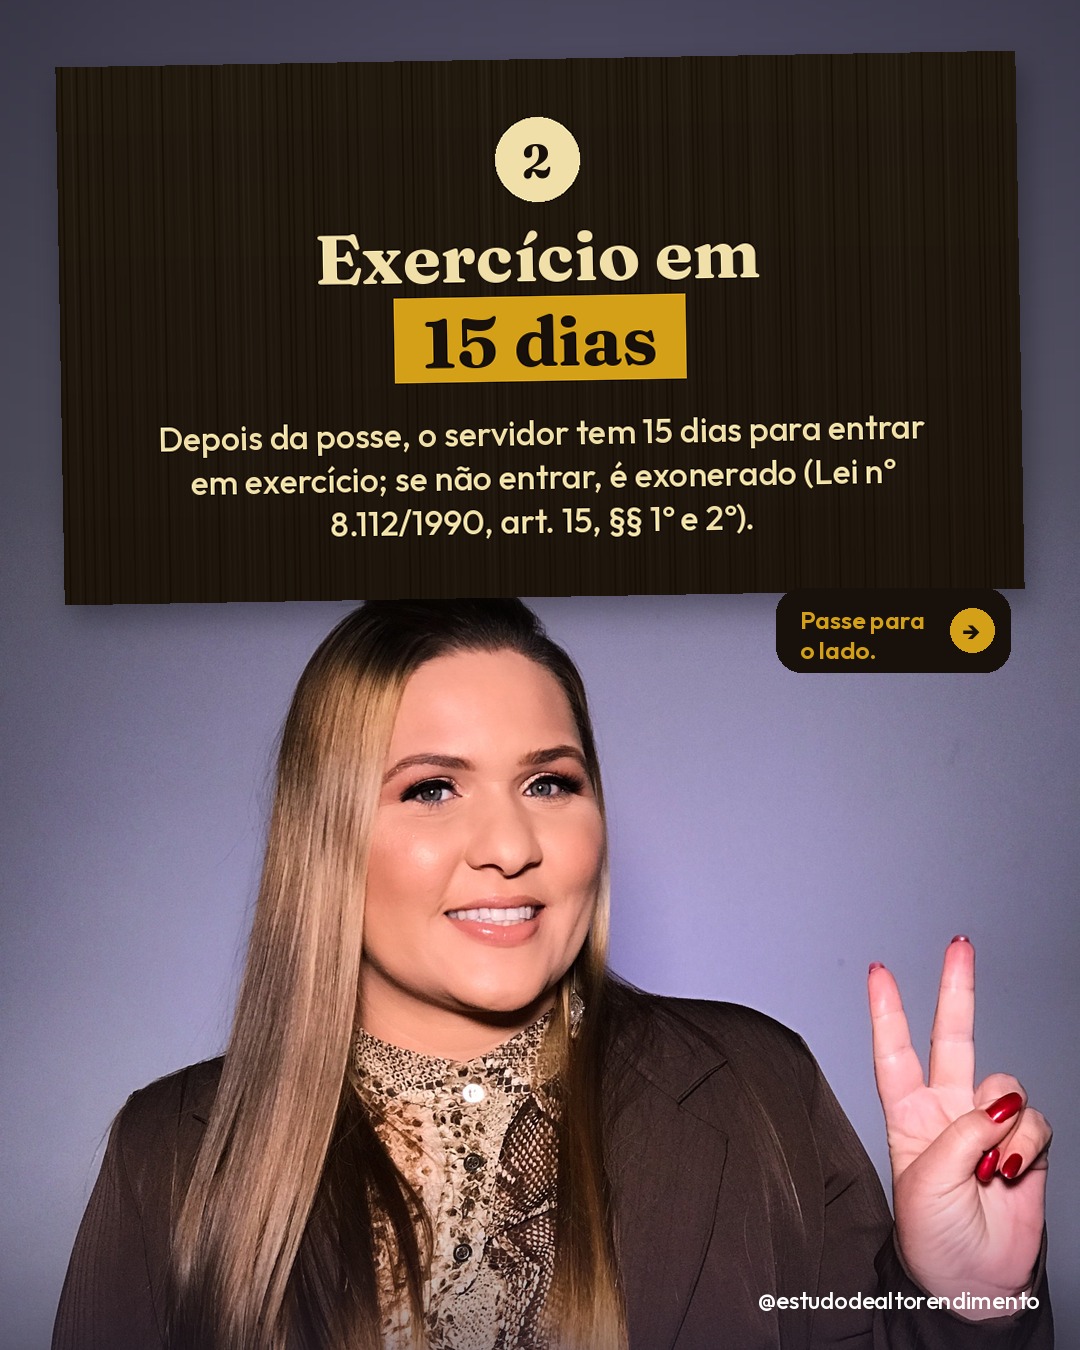 2
Exercício em
15 dias
Depois da posse, o servidor tem 15 dias para entrar
em exercício; se não entrar, é exonerado (Lei nº
8.112/1990, art. 15, §§ 1º e 2º).
Passe para
o lado.
@estudodealtorendimento